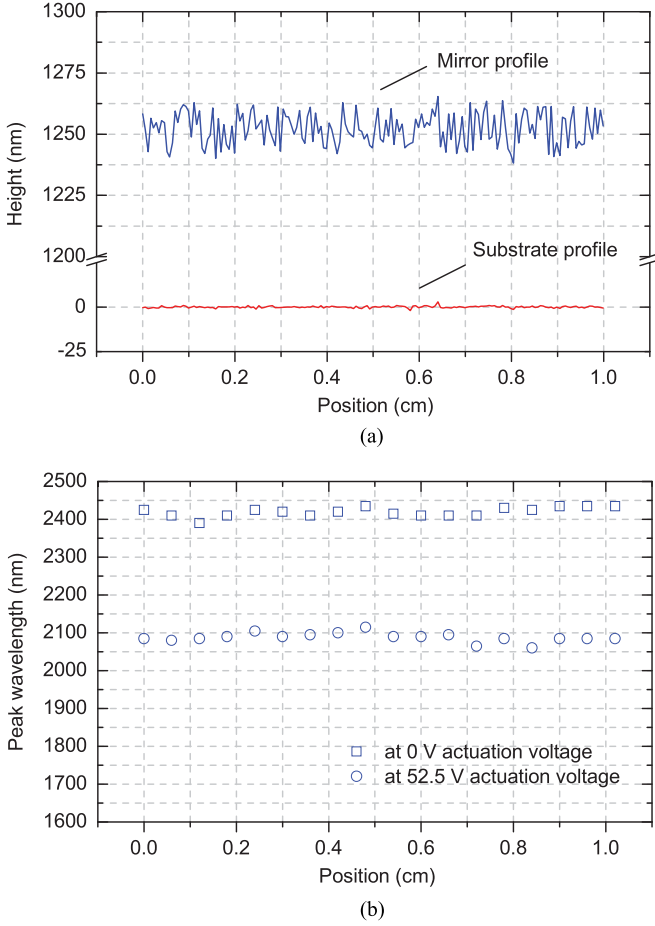 1300
1275
1250
1225
1200
0
-25
Height (nm)
Mirror profile
Substrate profile
0.0 0.2 0.4 0.6 0.8 1.0
Position (cm)
(a)
2500
2400
2300
2200
2100
2000
1900
1800
1700
1600
Peak wavelength (nm)
at 0 V actuation voltage
at 52.5 V actuation voltage
0.0 0.2 0.4 0.6 0.8 1.0
Position (cm)
(b)